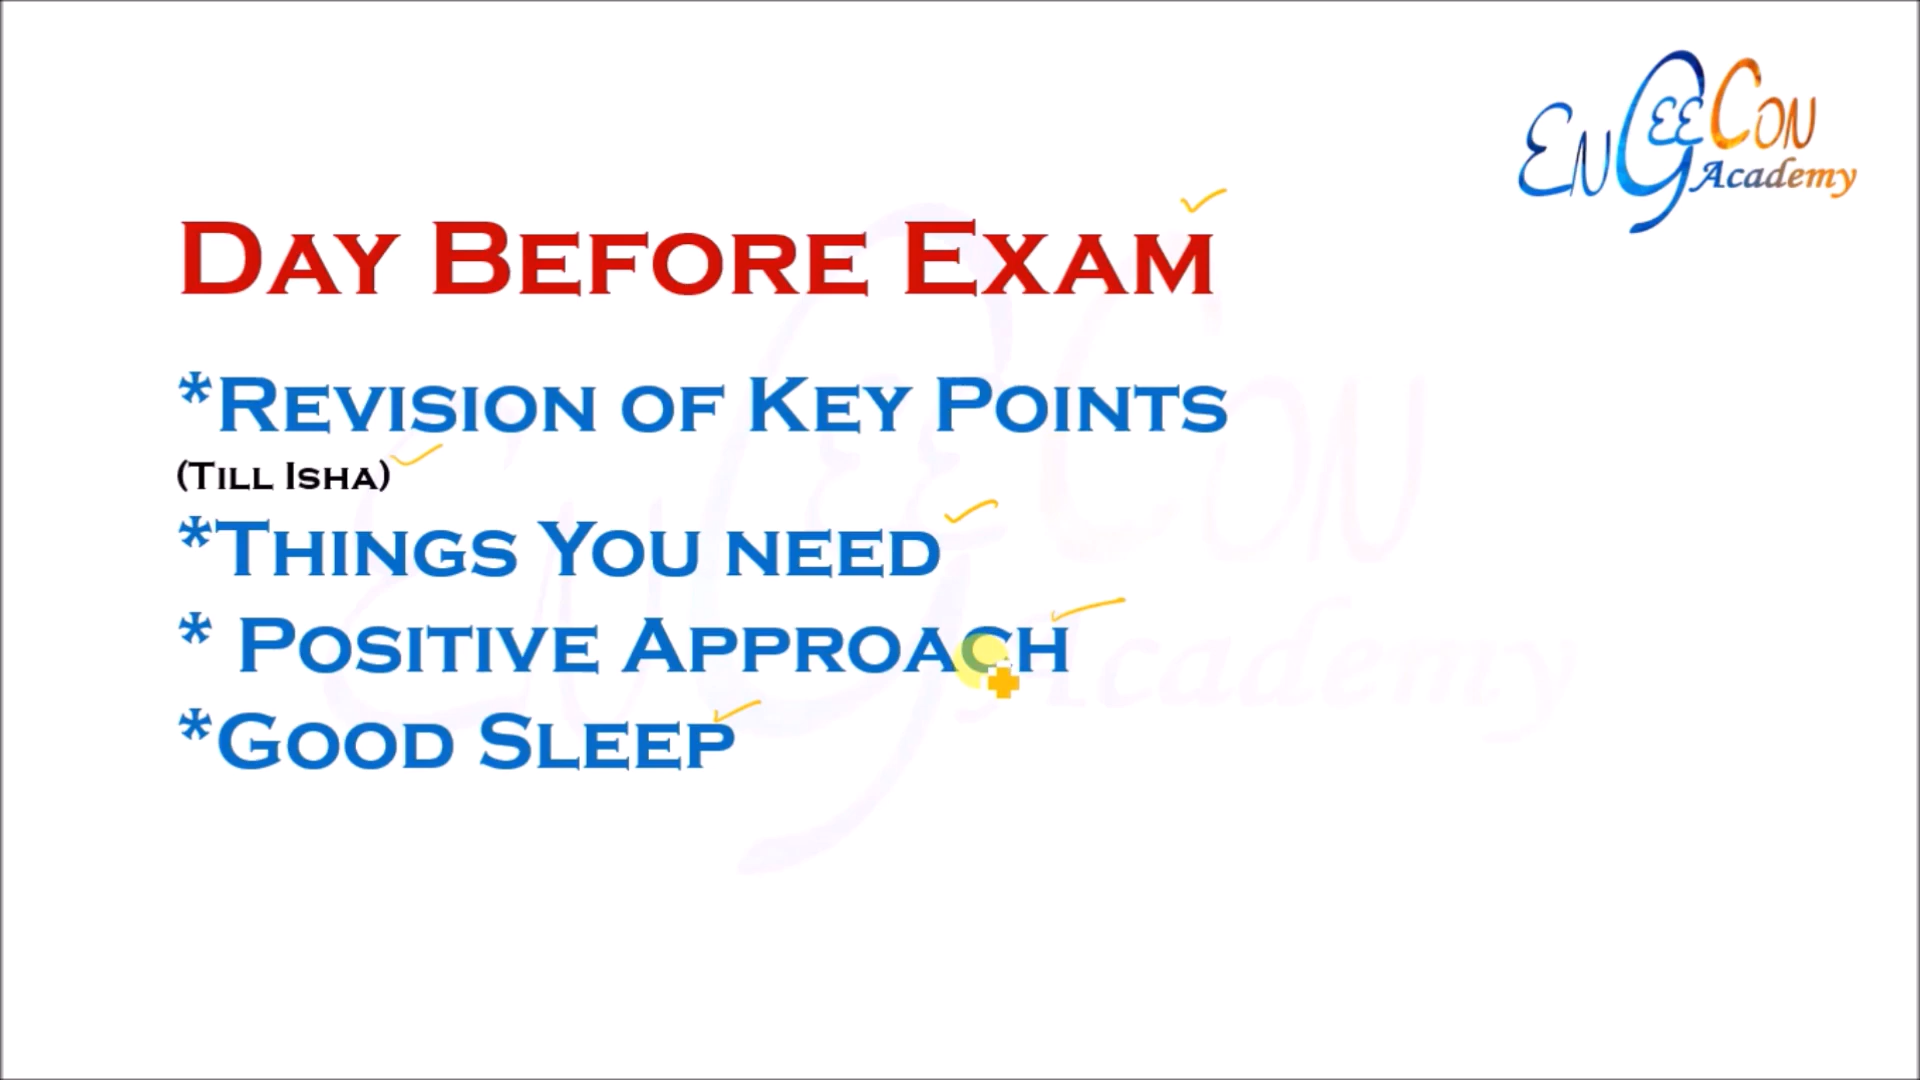 EnGeeCon
Academy
Day Before Exam
*Revision of Key Points
(Till Isha)
*Things You need
* Positive Approach
*Good Sleep